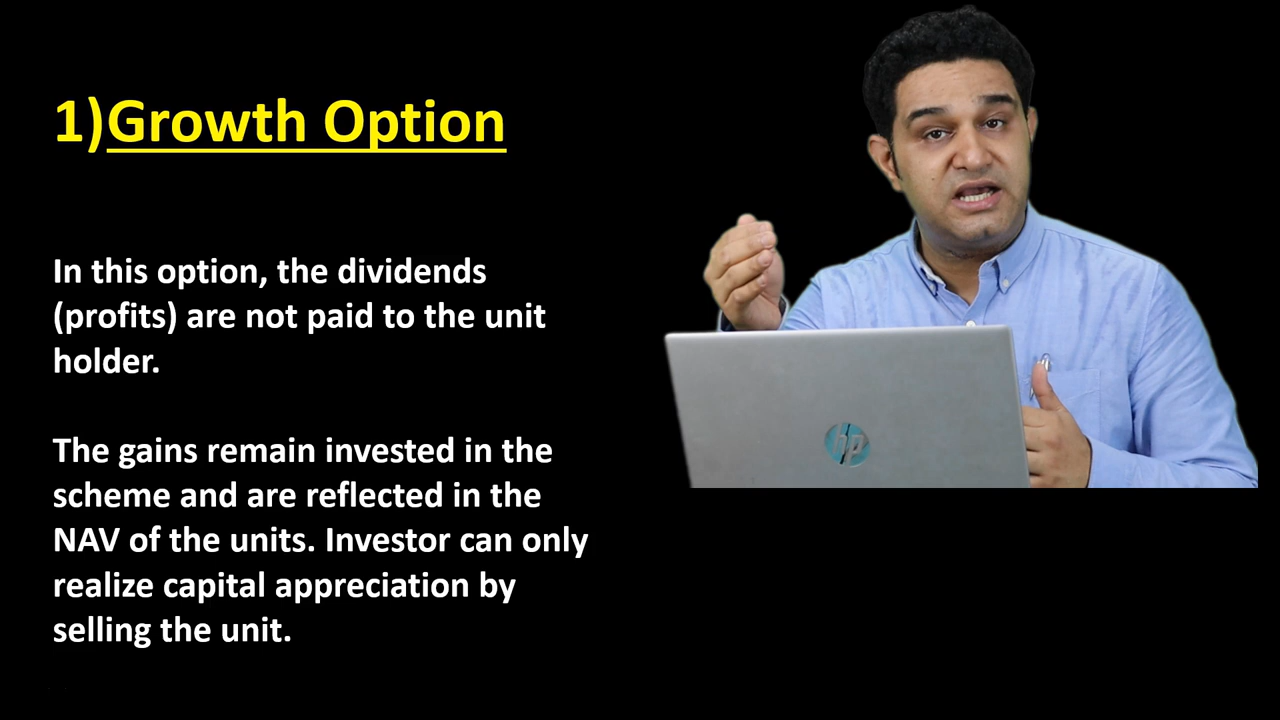 1)Growth Option
In this option, the dividends
(profits) are not paid to the unit
holder.
The gains remain invested in the
scheme and are reflected in the
NAV of the units. Investor can only
realize capital appreciation by
selling the unit.
hp